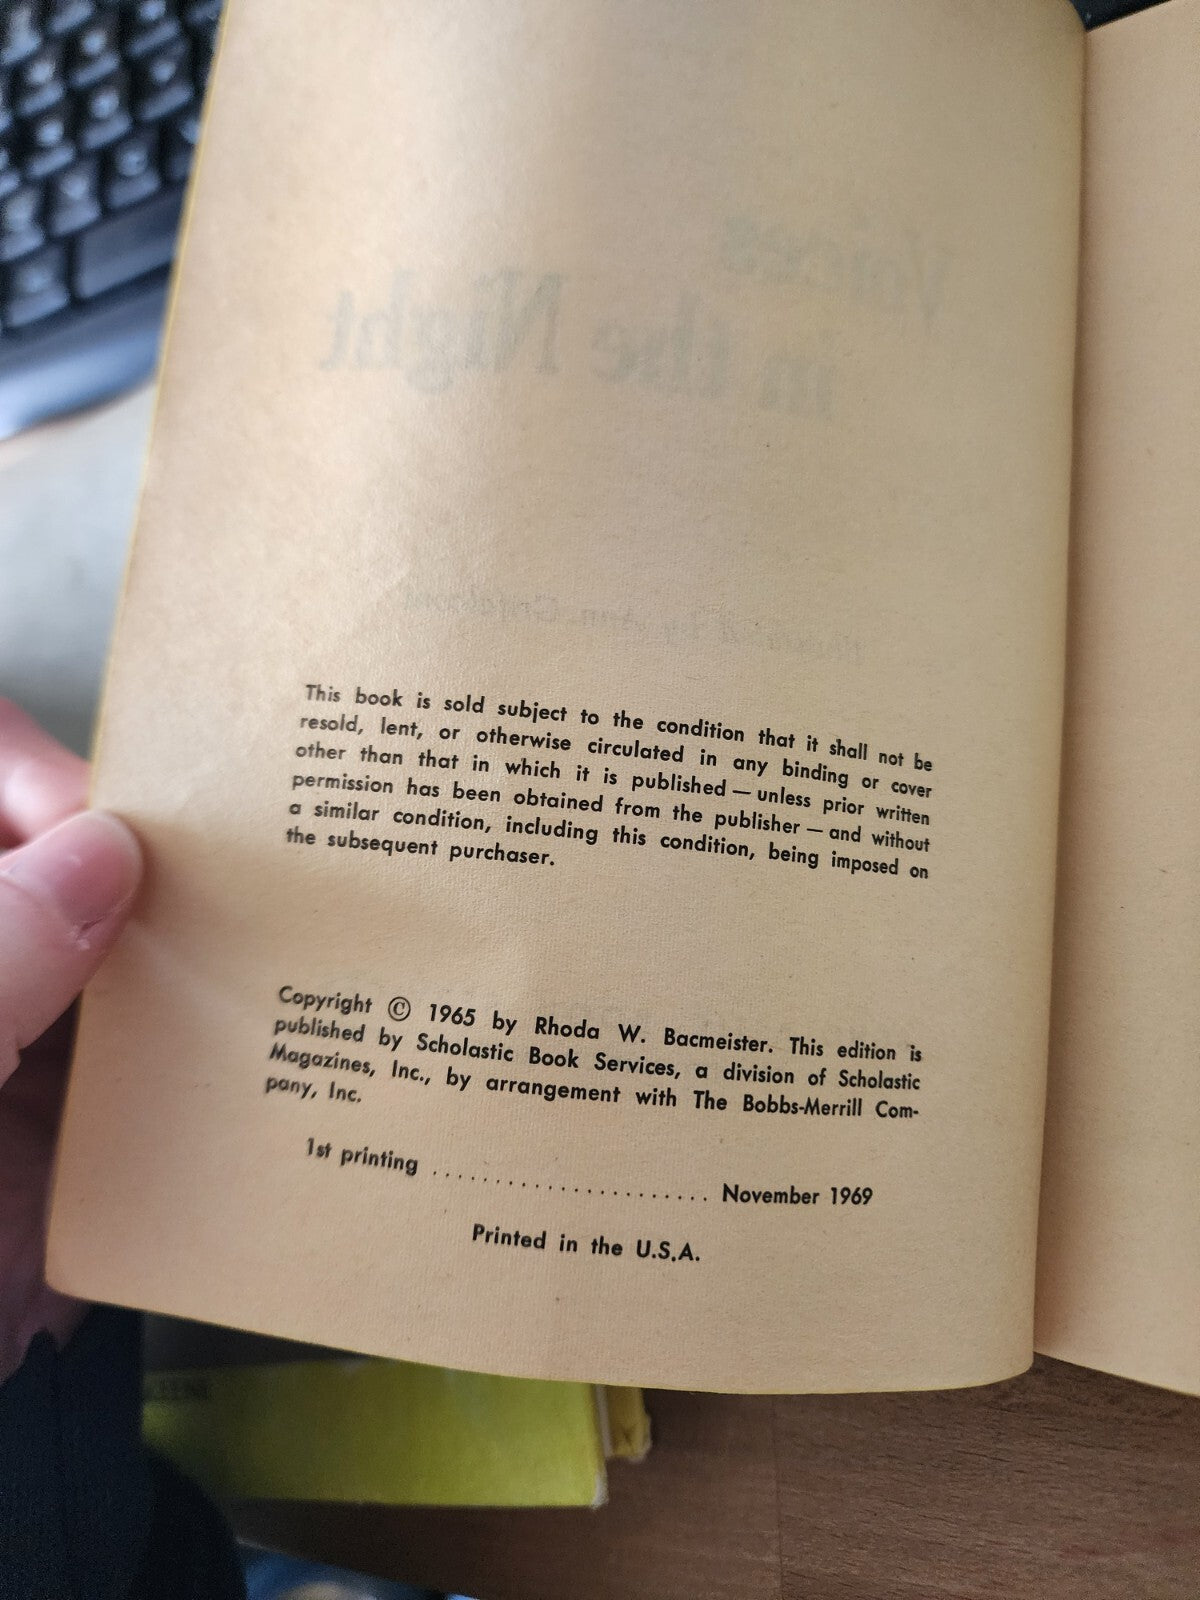 Voices
in the Night
This book is sold subject to the condition that it shall not be
resold, lent, or otherwise circulated in any binding or cover
other than that in which it is published — unless prior written
permission has been obtained from the publisher — and without
a similar condition, including this condition, being imposed on
the subsequent purchaser.
Copyright © 1965 by Rhoda W. Bacmeister. This edition is
published by Scholastic Book Services, a division of Scholastic
Magazines, Inc., by arrangement with The Bobbs-Merrill Com-
pany, Inc.
1st printing ...................... November 1969
Printed in the U.S.A.